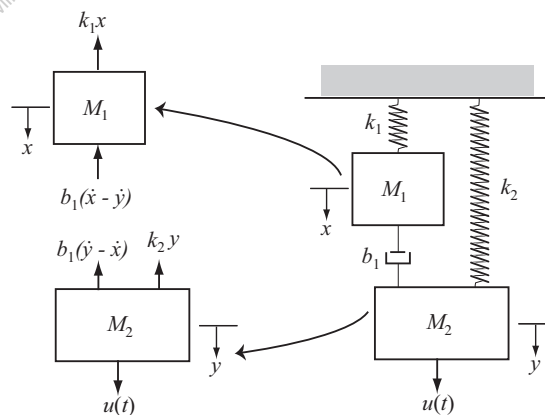 k₁x
M₁
x
b₁(ẋ - ẏ)
b₁(ẏ - ẋ)
k₂y
M₂
y
u(t)
k₁
M₁
k₂
x
b₁
M₂
y
u(t)